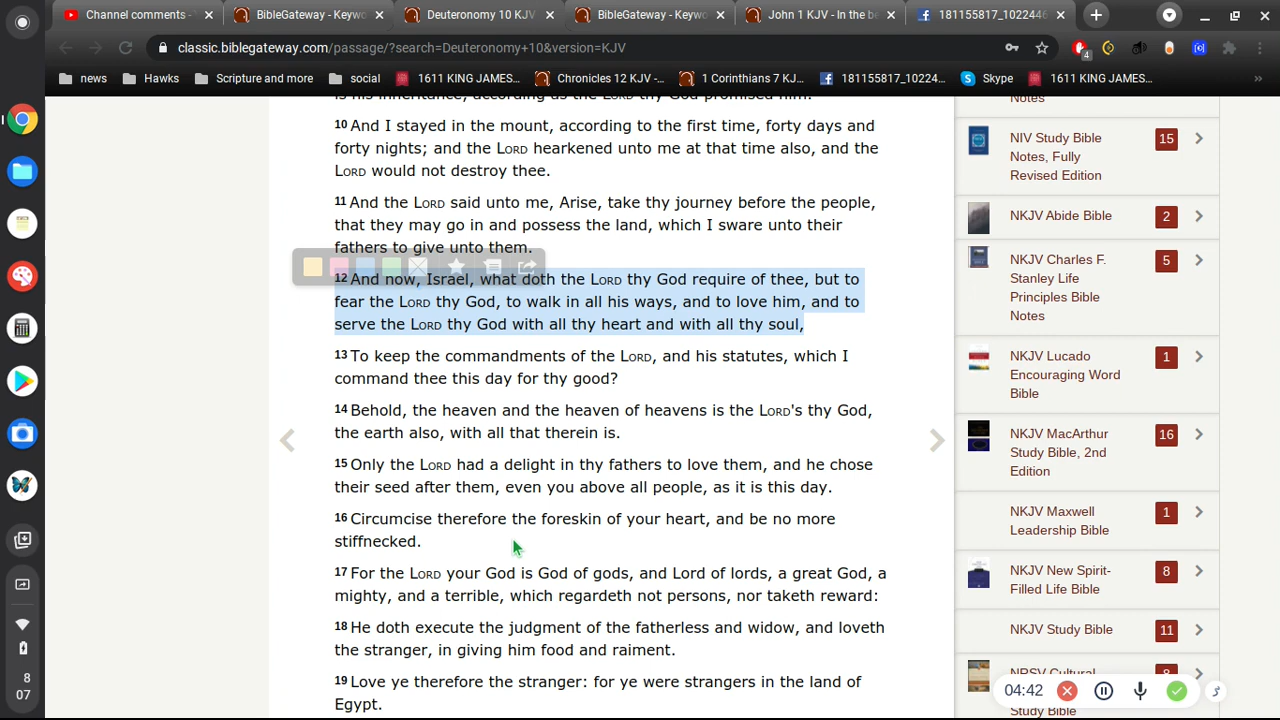 Channel comments -
BibleGateway - Keywo
Deuteronomy 10 KJV
BibleGateway - Keywo
John 1 KJV - In the be
181155817_1022446
classic.biblegateway.com/passage/?search=Deuteronomy+10&version=KJV
4
news
Hawks
Scripture and more
social
1611 KING JAMES...
Chronicles 12 KJV -...
1 Corinthians 7 KJ...
181155817_10224...
Skype
1611 KING JAMES...
»
is his inheritance, according as the LORD thy God promised him.
10 And I stayed in the mount, according to the first time, forty days and
forty nights; and the LORD hearkened unto me at that time also, and the
LORD would not destroy thee.
11 And the LORD said unto me, Arise, take thy journey before the people,
that they may go in and possess the land, which I sware unto their
fathers to give unto them.
12 And now, Israel, what doth the LORD thy God require of thee, but to
fear the LORD thy God, to walk in all his ways, and to love him, and to
serve the LORD thy God with all thy heart and with all thy soul,
13 To keep the commandments of the LORD, and his statutes, which I
command thee this day for thy good?
14 Behold, the heaven and the heaven of heavens is the LORD's thy God,
the earth also, with all that therein is.
15 Only the LORD had a delight in thy fathers to love them, and he chose
their seed after them, even you above all people, as it is this day.
16 Circumcise therefore the foreskin of your heart, and be no more
stiffnecked.
17 For the LORD your God is God of gods, and Lord of lords, a great God, a
mighty, and a terrible, which regardeth not persons, nor taketh reward:
18 He doth execute the judgment of the fatherless and widow, and loveth
the stranger, in giving him food and raiment.
19 Love ye therefore the stranger: for ye were strangers in the land of
Egypt.
Notes
NIV Study Bible
Notes, Fully
Revised Edition
15
NKJV Abide Bible
2
NKJV Charles F.
Stanley Life
Principles Bible
Notes
5
NKJV Lucado
Encouraging Word
Bible
1
NKJV MacArthur
Study Bible, 2nd
Edition
16
NKJV Maxwell
Leadership Bible
1
NKJV New Spirit-
Filled Life Bible
8
NKJV Study Bible
11
NRSV Cultural
Study Bible
8
04:42
8
07